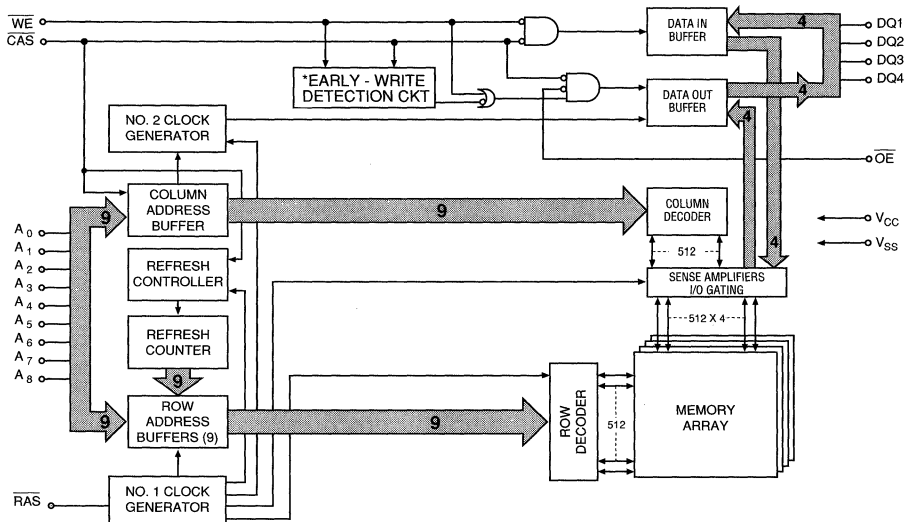 WE
CAS
*EARLY - WRITE
DETECTION CKT
DATA IN
BUFFER
DATA OUT
BUFFER
4
4
4
4
DQ1
DQ2
DQ3
DQ4
OE
VCC
VSS
NO. 2 CLOCK
GENERATOR
COLUMN
ADDRESS
BUFFER
9
9
COLUMN
DECODER
512
SENSE AMPLIFIERS
I/O GATING
512 X 4
A0
A1
A2
A3
A4
A5
A6
A7
A8
REFRESH
CONTROLLER
REFRESH
COUNTER
9
9
ROW
ADDRESS
BUFFERS (9)
9
ROW
DECODER
512
MEMORY
ARRAY
RAS
NO. 1 CLOCK
GENERATOR